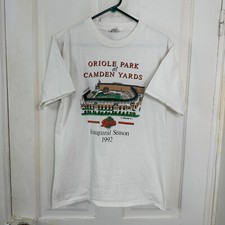 ORIOLE PARK
at
CAMDEN YARDS
Inaugural Season
1992